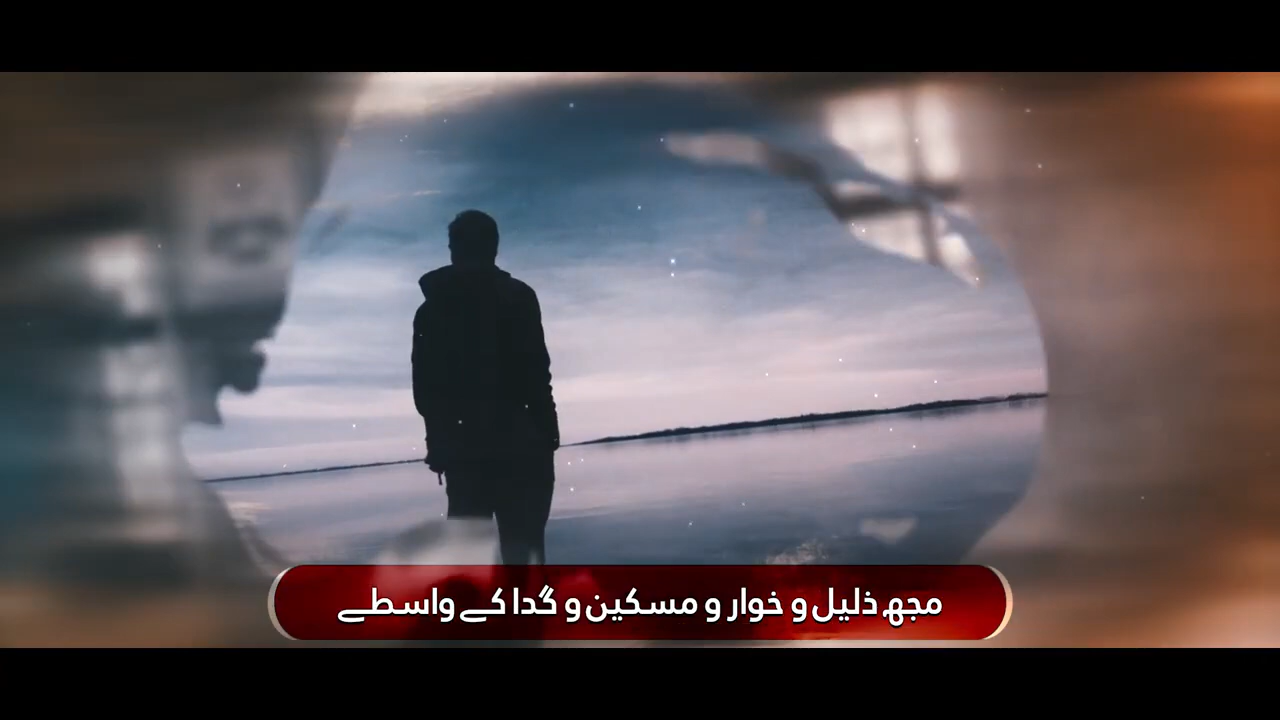 مجھ ذلیل و خوار و مسکین و گدا کے واسطے